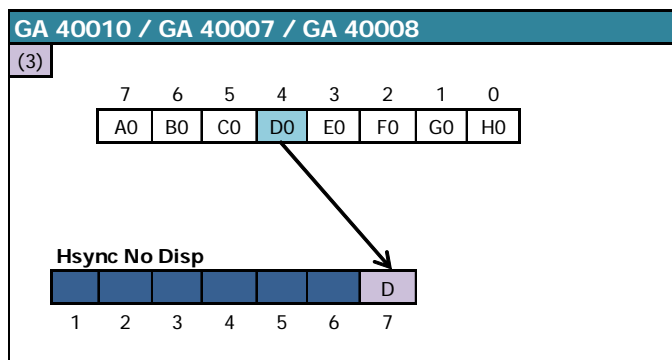 GA 40010 / GA 40007 / GA 40008
(3)
7 6 5 4 3 2 1 0
A0 B0 C0 D0 E0 F0 G0 H0
Hsync No Disp
D
1 2 3 4 5 6 7